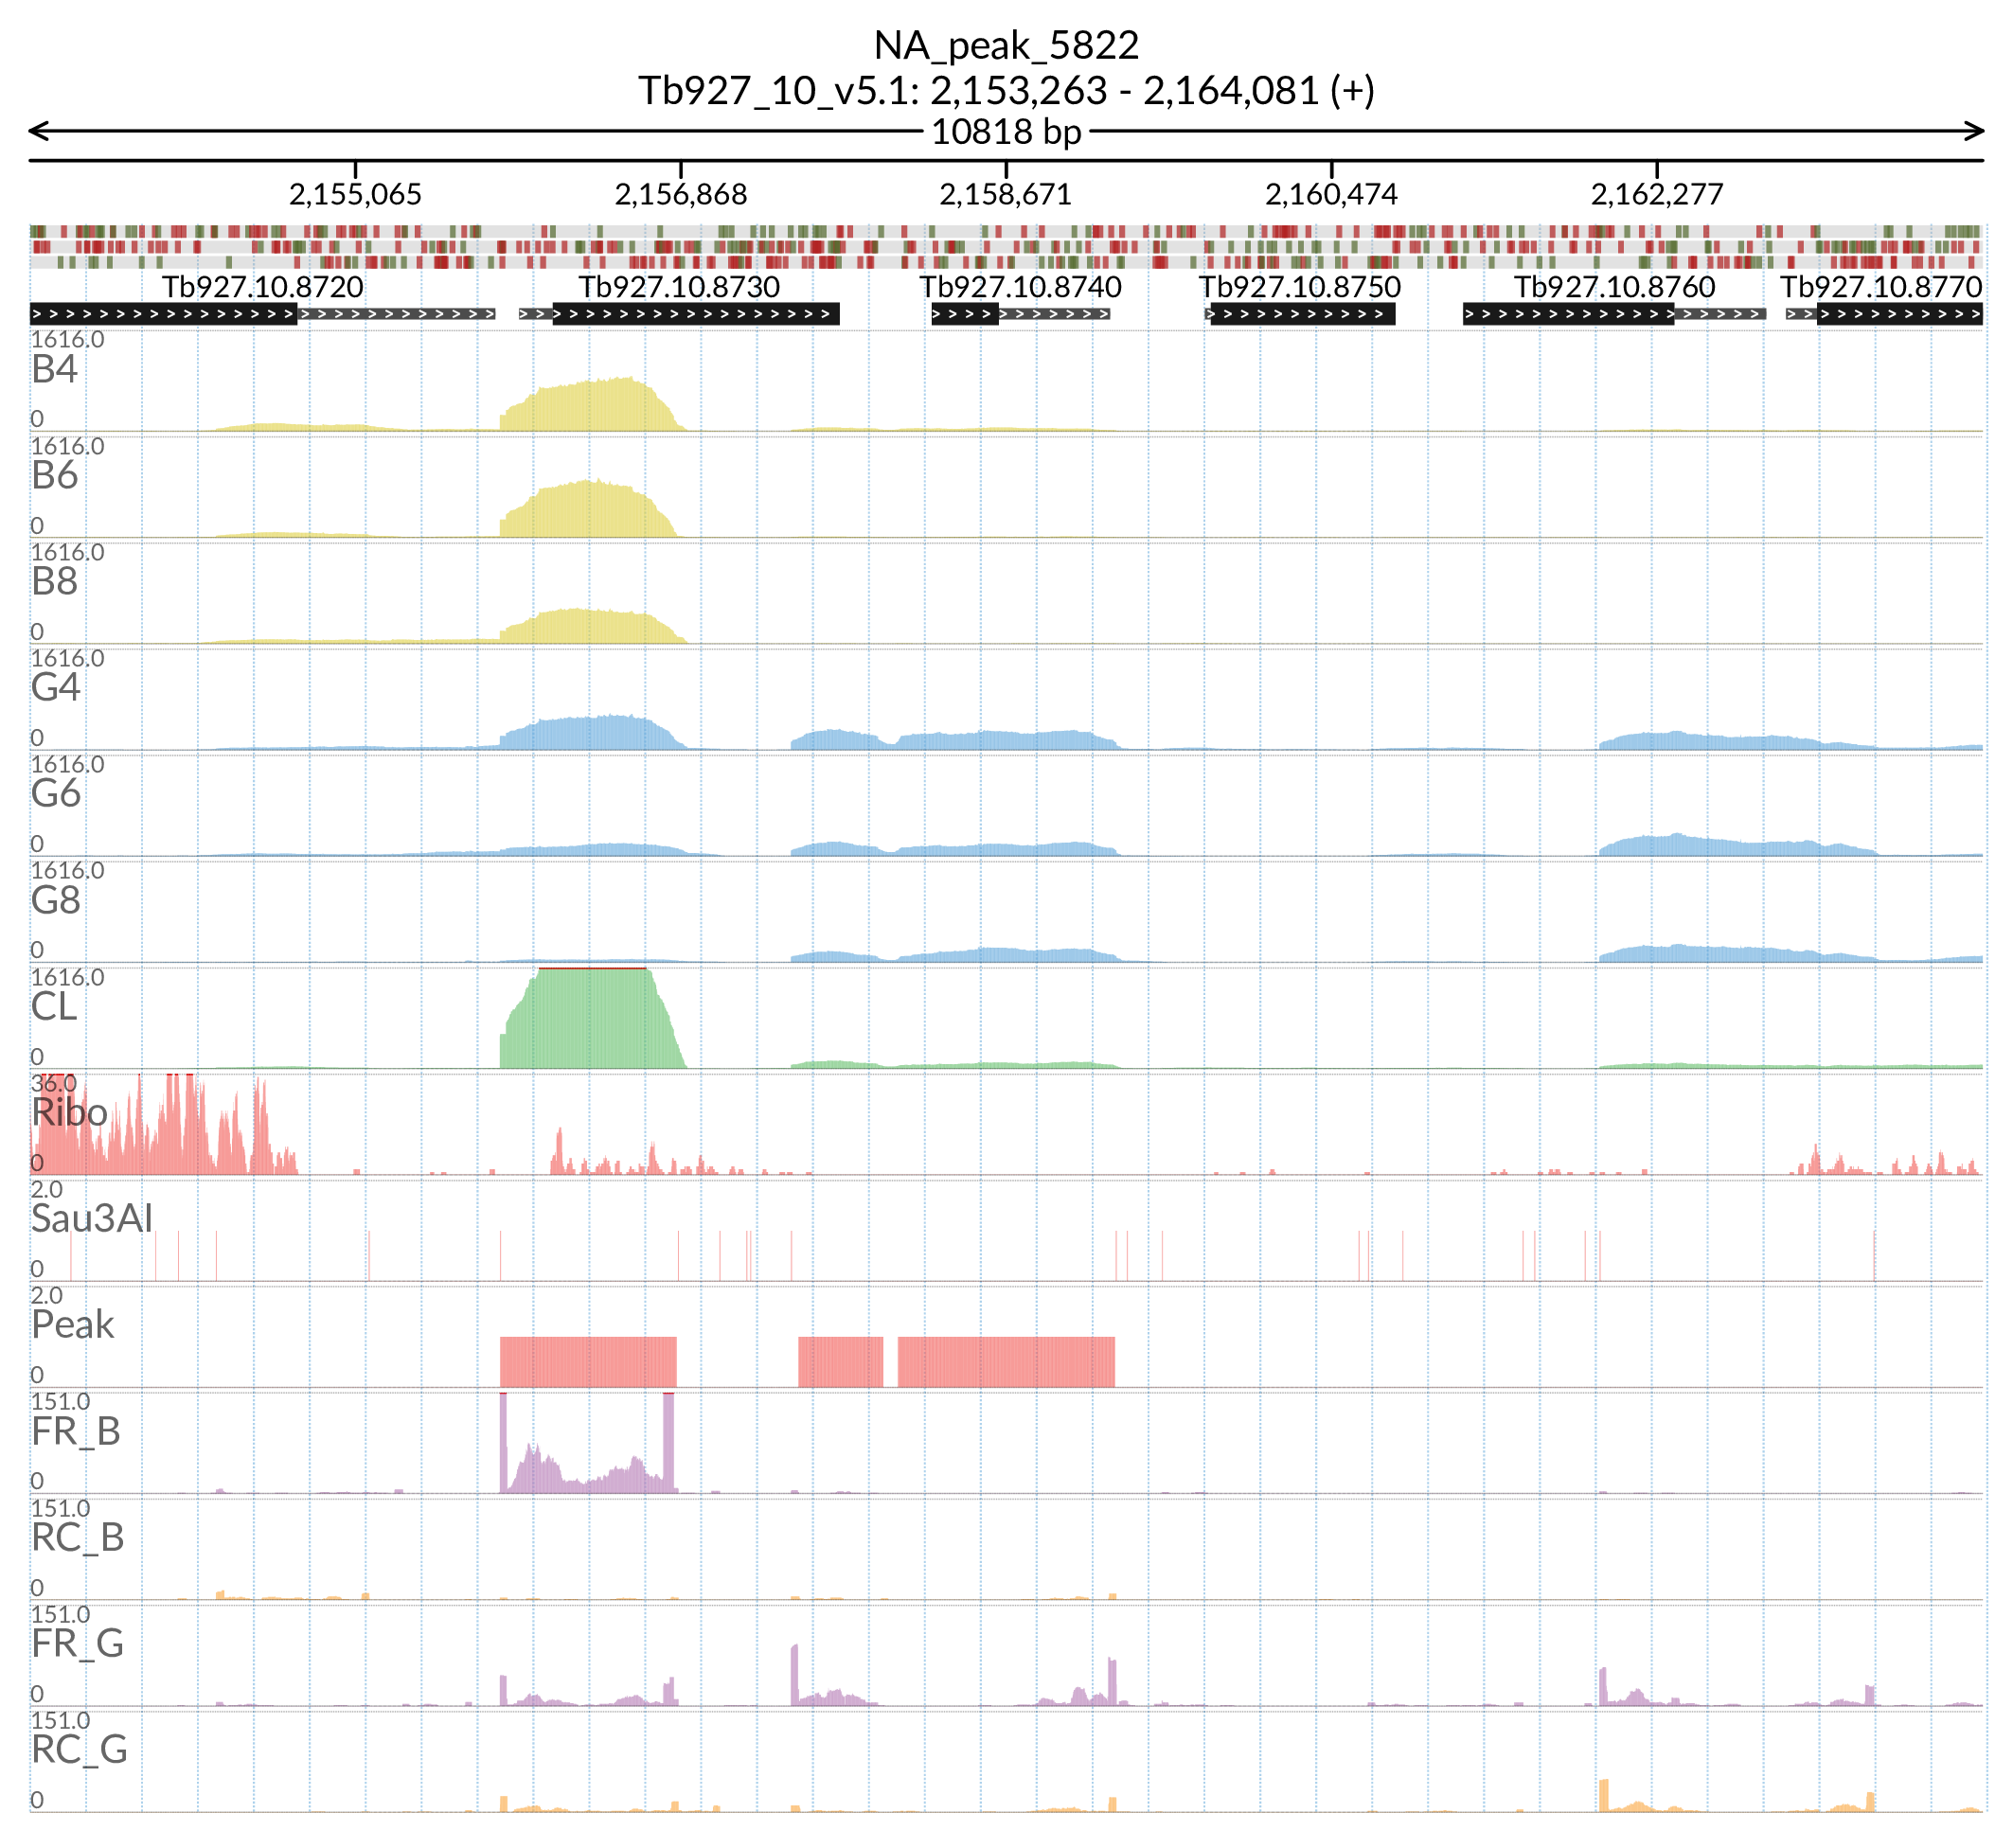 NA_peak_5822
Tb927_10_v5.1: 2,153,263 - 2,164,081 (+)
10818 bp
2,155,065 2,156,868 2,158,671 2,160,474 2,162,277
Tb927.10.8720 Tb927.10.8730 Tb927.10.8740 Tb927.10.8750 Tb927.10.8760 Tb927.10.8770
1616.0
B4
0
1616.0
B6
0
1616.0
B8
0
1616.0
G4
0
1616.0
G6
0
1616.0
G8
0
1616.0
CL
0
36.0
Ribo
0
2.0
Sau3AI
0
2.0
Peak
0
151.0
FR_B
0
151.0
RC_B
0
151.0
FR_G
0
151.0
RC_G
0